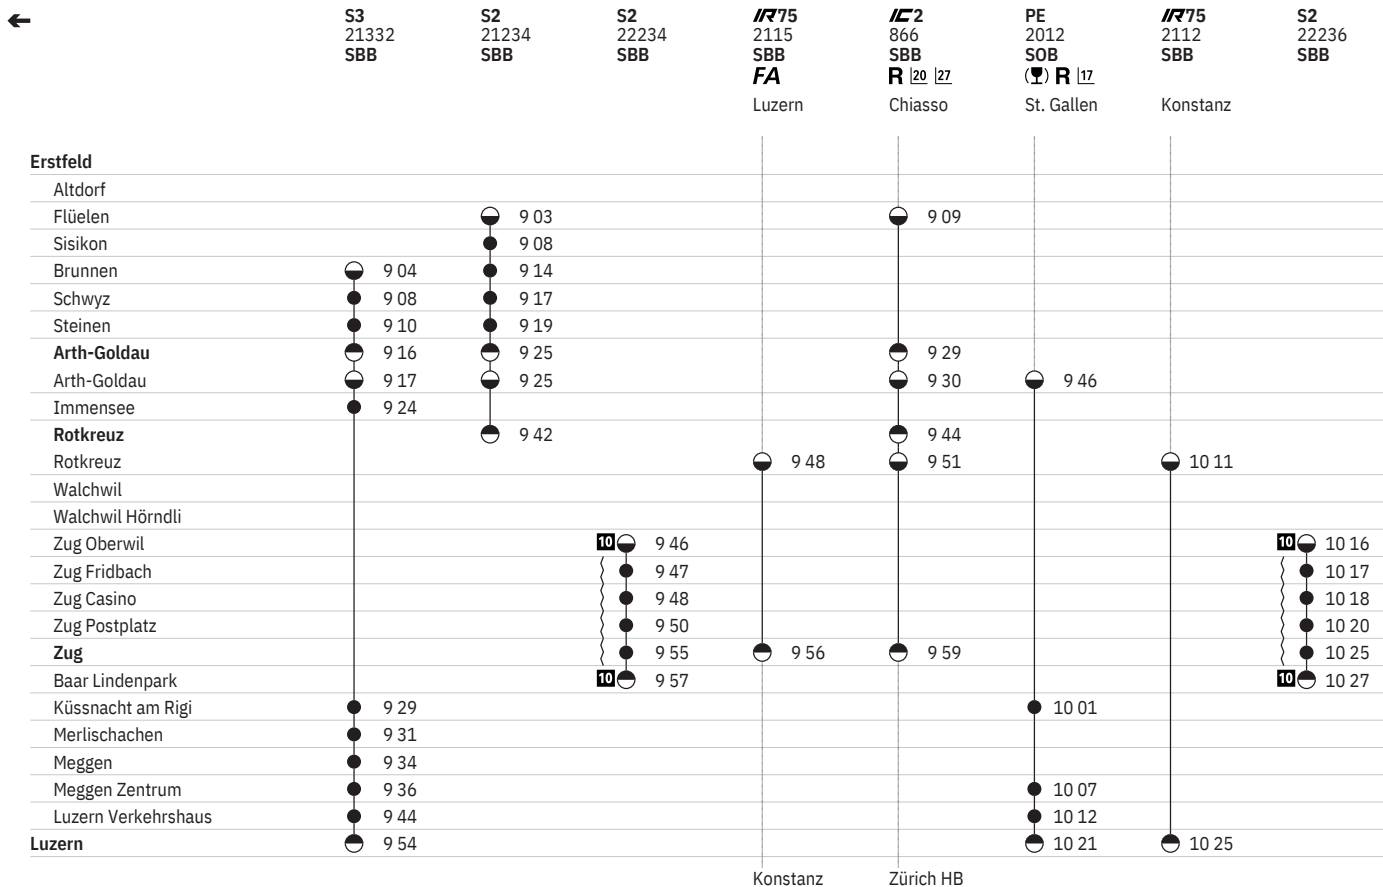 S3 S2 S2 IR75 IC2 PE IR75 S2
21332 21234 22234 2115 866 2012 2112 22236
SBB SBB SBB SBB SBB SOB SBB SBB
FA R 20 27 R 17
Luzern Chiasso St. Gallen Konstanz
Erstfeld
Altdorf
Flüelen 9 03 9 09
Sisikon 9 08
Brunnen 9 04 9 14
Schwyz 9 08 9 17
Steinen 9 10 9 19
Arth-Goldau 9 16 9 25 9 29
Arth-Goldau 9 17 9 25 9 30 9 46
Immensee 9 24
Rotkreuz 9 42 9 44
Rotkreuz 9 48 9 51 10 11
Walchwil
Walchwil Hörndli
Zug Oberwil 10 9 46 10 10 16
Zug Fridbach 9 47 10 17
Zug Casino 9 48 10 18
Zug Postplatz 9 50 10 20
Zug 9 55 9 56 9 59 10 25
Baar Lindenpark 10 9 57 10 10 27
Küssnacht am Rigi 9 29 10 01
Merlischachen 9 31
Meggen 9 34
Meggen Zentrum 9 36 10 07
Luzern Verkehrshaus 9 44 10 12
Luzern 9 54 10 21 10 25
Konstanz Zürich HB